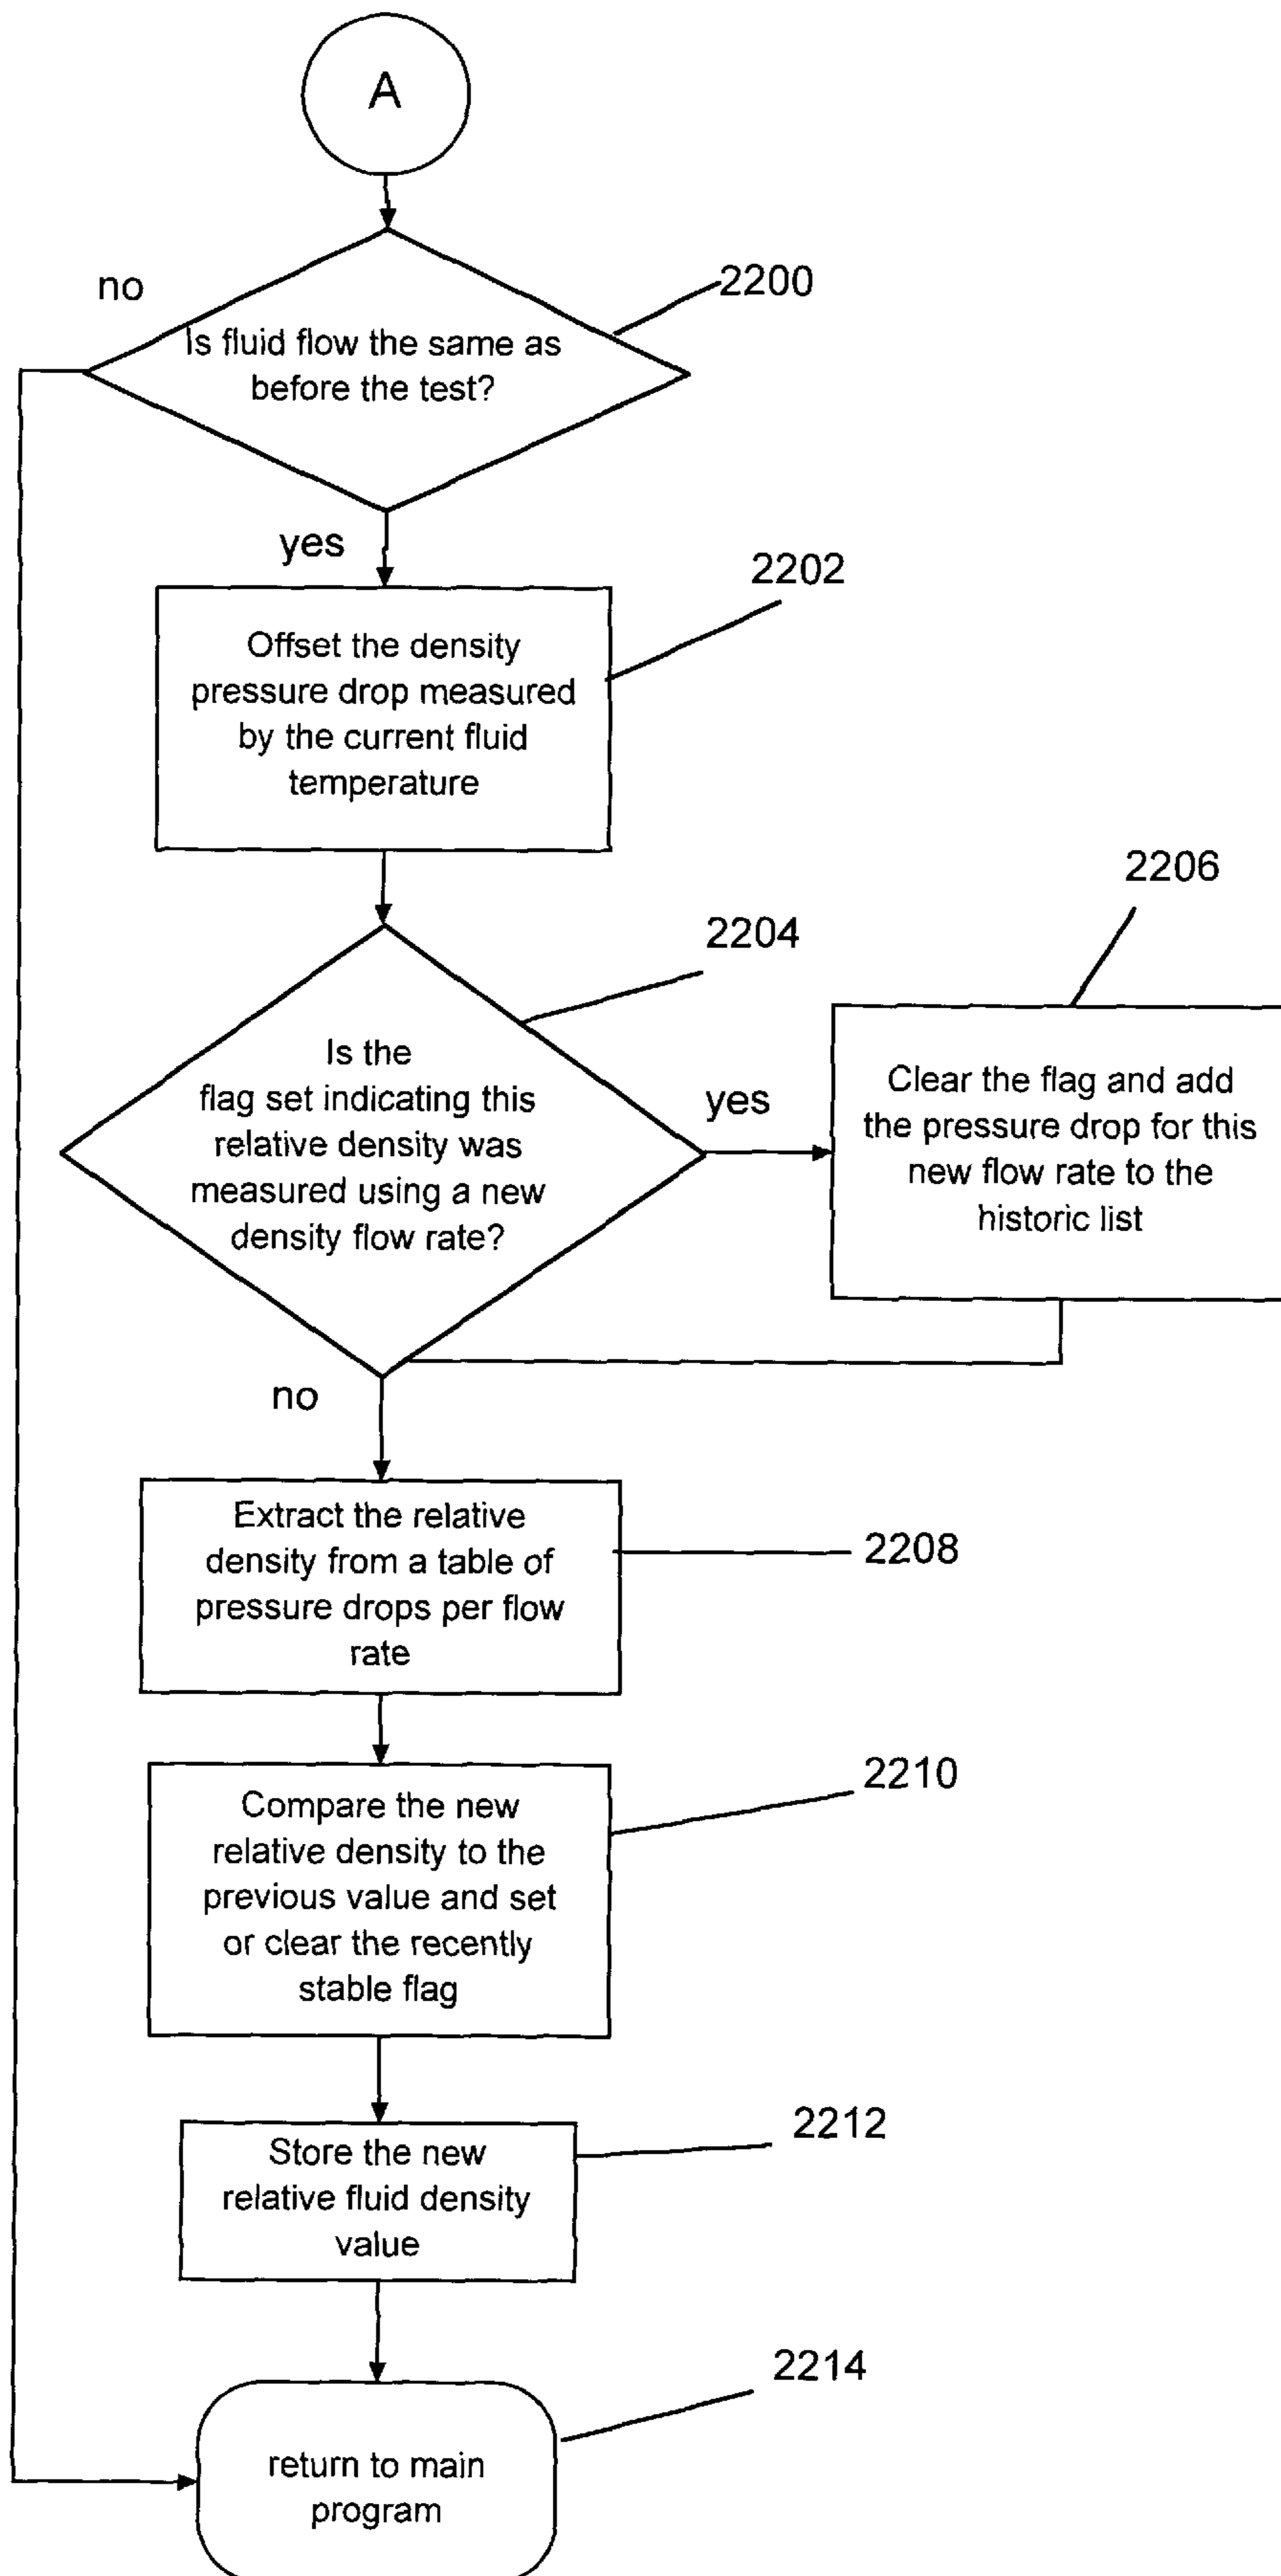 A
no
2200
Is fluid flow the same as
before the test?
yes
2202
Offset the density
pressure drop measured
by the current fluid
temperature
2206
2204
Is the
flag set indicating this
relative density was
measured using a new
density flow rate?
yes
Clear the flag and add
the pressure drop for this
new flow rate to the
historic list
no
Extract the relative
density from a table of
pressure drops per flow
rate
2208
2210
Compare the new
relative density to the
previous value and set
or clear the recently
stable flag
2212
Store the new
relative fluid density
value
2214
return to main
program